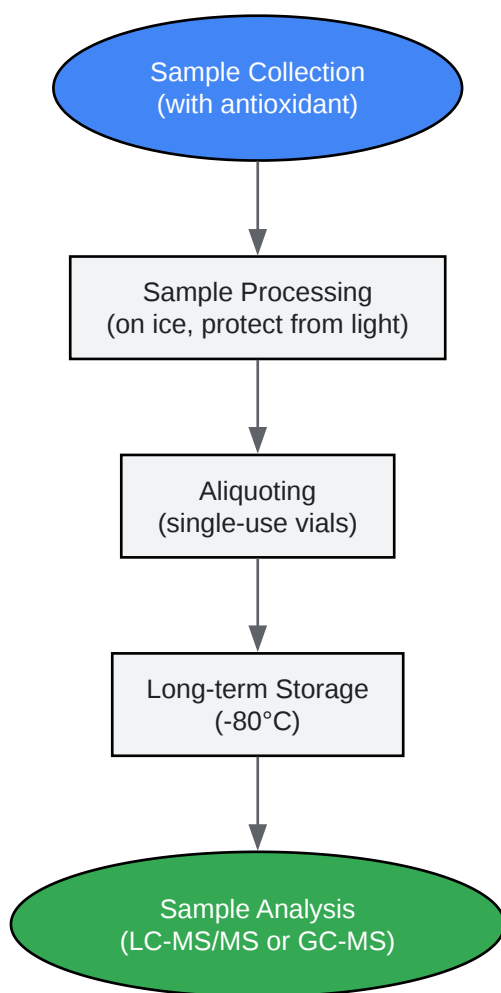 Sample Collection
(with antioxidant)
Sample Processing
(on ice, protect from light)
Aliquoting
(single-use vials)
Long-term Storage
(-80°C)
Sample Analysis
(LC-MS/MS or GC-MS)